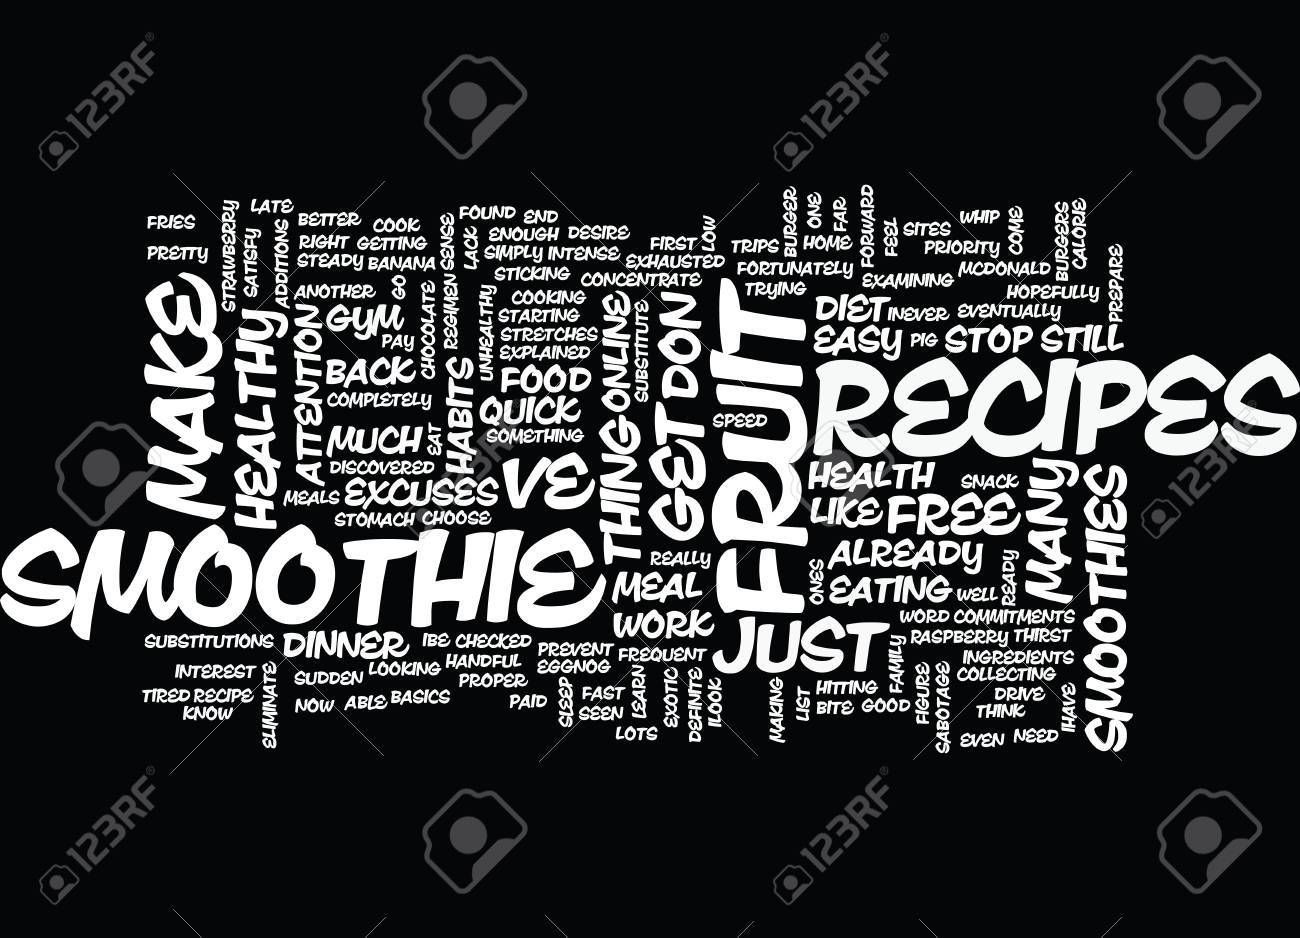 123RF
123RF
LATE
FRIES
STRAWBERRY
SATISFY
ADDITIONS
BETTER
COOK
FOUND
END
PRETTY
RIGHT
GETTING
SENSE
LACK
ENOUGH
DESIRE
STEADY
BANANA
SIMPLY
INTENSE
FIRST
LOW
TRIPS
BURGER
ONE
FAR
HOME
FORWARD
FEEL
SITES
WHIP
COME
BURGERS
CALORIE
PRIORITY
STICKING
EXHAUSTED
CONCENTRATE
FORTUNATELY
EXAMINING
MCDONALD
PREPARE
TRYING
HOPEFULLY
ANOTHER
GO
CHOCOLATE
REGIMEN
UNHEALTHY
COOKING
STARTING
STRETCHES
EXPLAINED
MAKE
HEALTHY
ATTENTION
GYM
PAY
ONLINE
SUBSTITUTE
DON
FRUIT
DIET
INEVER
EVENTUALLY
EASY
PIG
STOP
STILL
BACK
COMPLETELY
HABITS
FOOD
QUICK
SOMETHING
THING
GET
SPEED
RECIPES
MUCH
EAT
DISCOVERED
VE
MEALS
EXCUSES
STOMACH
CHOOSE
HEALTH
SNACK
MANY
SMOOTHIES
LIKE
FREE
SMOOTHIE
REALLY
ALREADY
READY
MEAL
ONES
EATING
WELL
WORK
WORD
COMMITMENTS
JUST
RASPBERRY
THIRST
SUBSTITUTIONS
DINNER
IBE
CHECKED
PREVENT
FREQUENT
FAMILY
INGREDIENTS
INTEREST
ELIMINATE
SUDDEN
LOOKING
HANDFUL
EGGNOG
PROPER
COLLECTING
TIRED
RECIPE
NOW
ABLE
BASICS
PAID
SLEEP
FAST
LEARN
EXOTIC
DEFINITE
ILOOK
MAKING
LIST
HITTING
FIGURE
SABOTAGE
DRIVE
IHAVE
KNOW
SEEN
BITE
GOOD
THINK
LOTS
EVEN
NEED
123RF
123RF
123RF
123RF
123RF